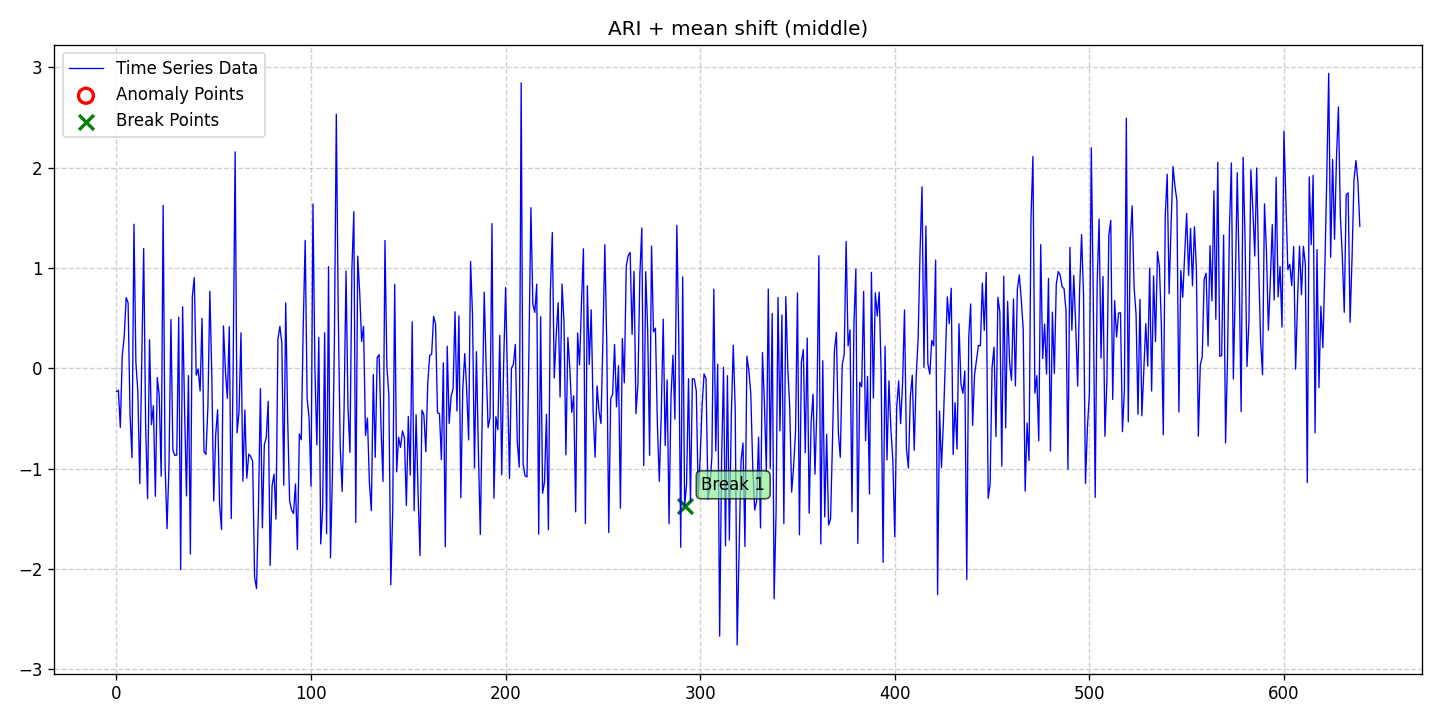 ARI + mean shift (middle)
Time Series Data
Anomaly Points
Break Points
3
2
1
0
−1
−2
−3
Break 1
0
100
200
300
400
500
600